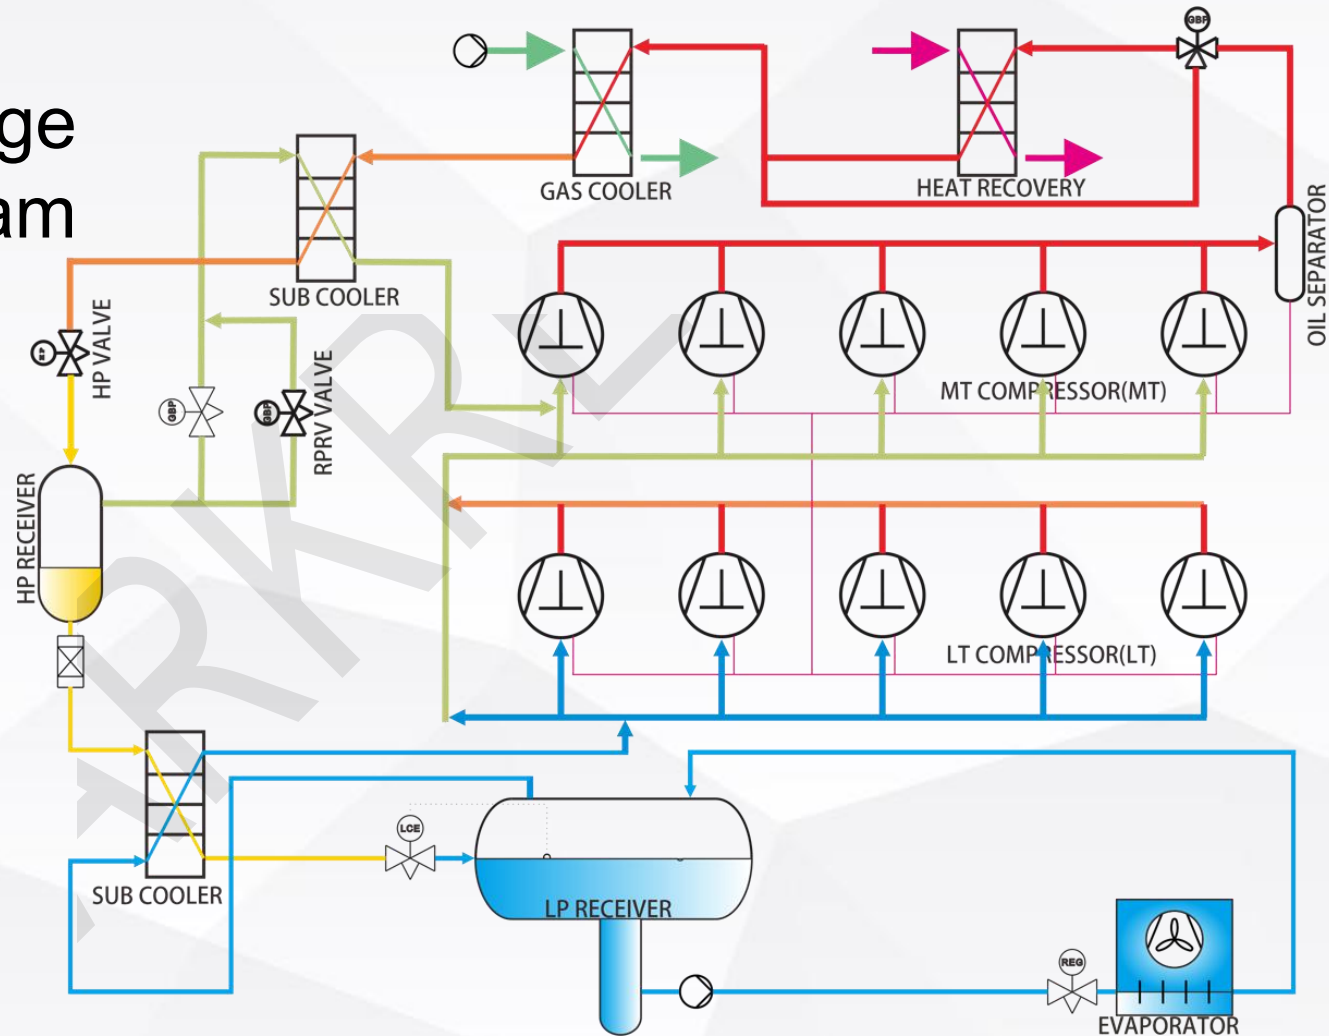 ge
am
GBP
GAS COOLER
HEAT RECOVERY
OIL SEPARATOR
SUB COOLER
HP VALVE
GBP
GBP
RPRV VALVE
MT COMPRESSOR(MT)
HP RECEIVER
LT COMPRESSOR(LT)
SUB COOLER
LCE
LP RECEIVER
REG
EVAPORATOR